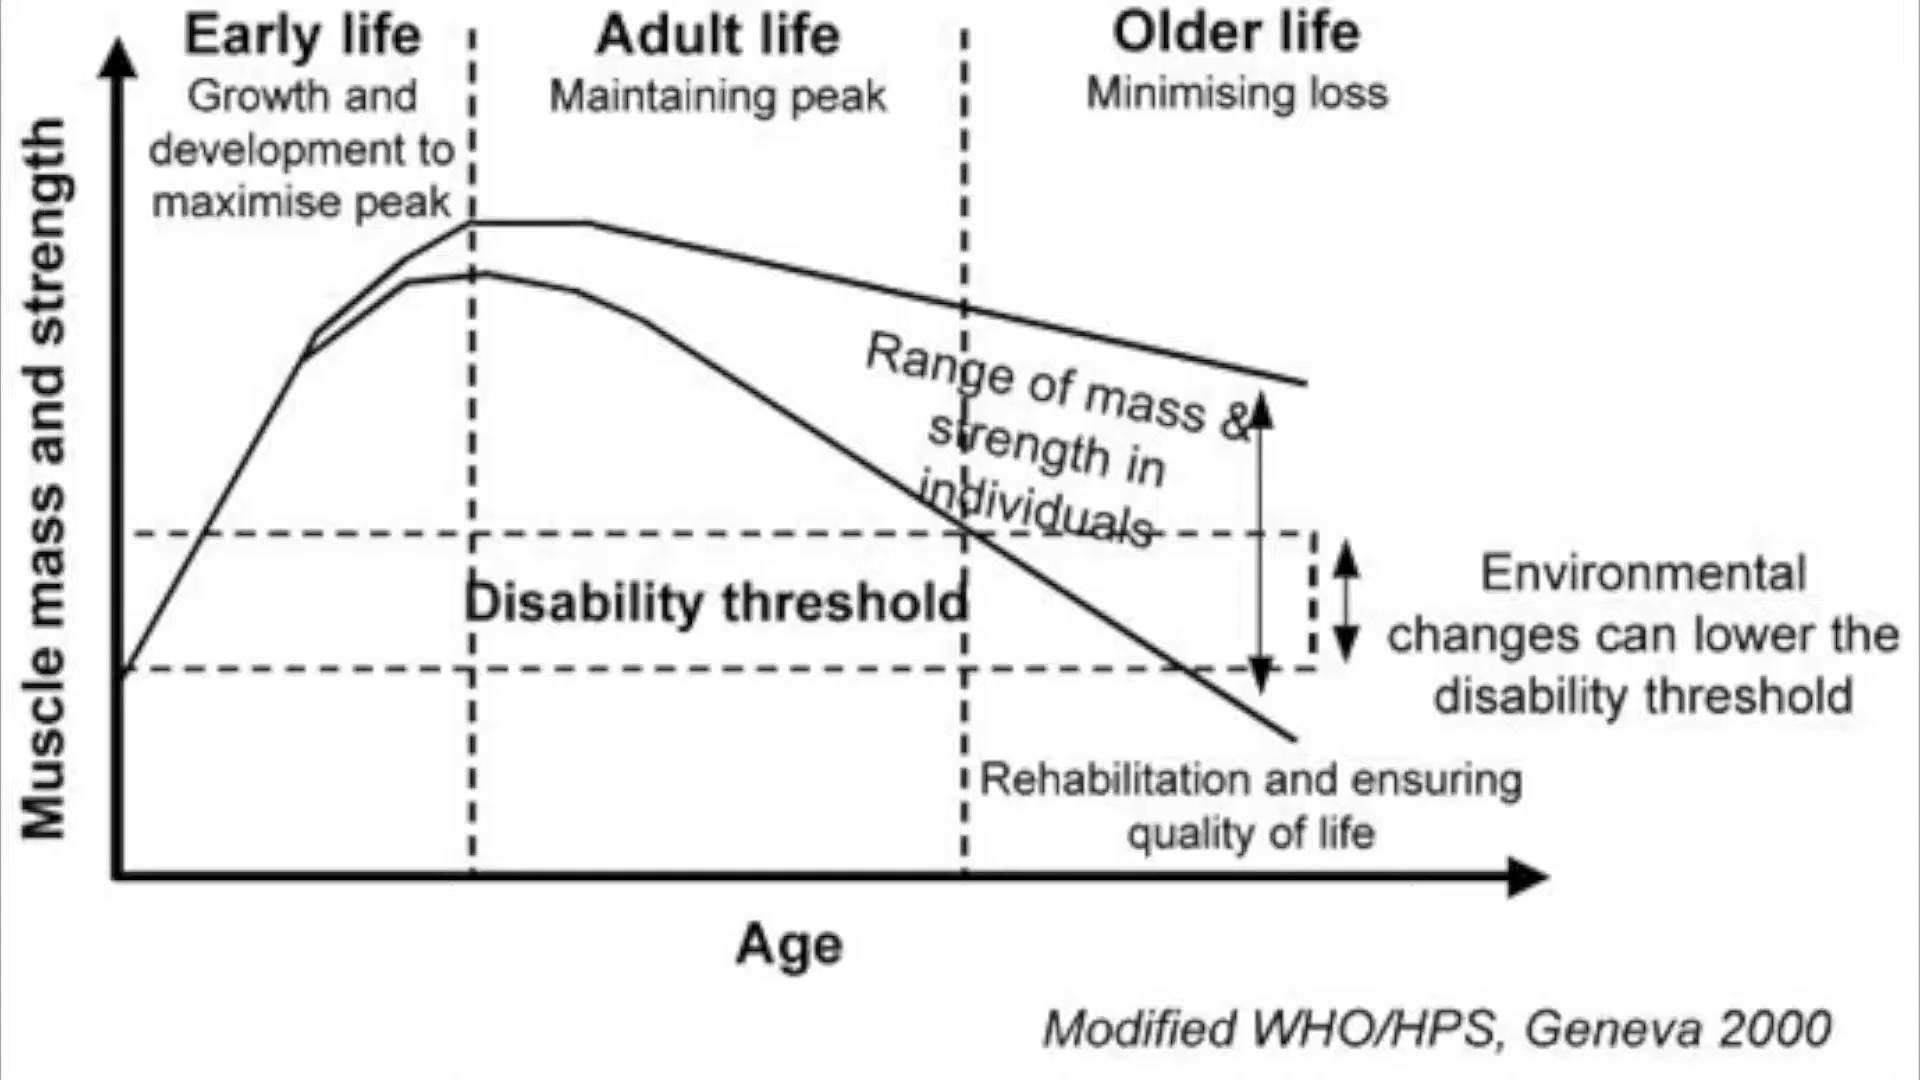 Early life
Growth and
development to
maximise peak
Adult life
Maintaining peak
Older life
Minimising loss
Muscle mass and strength
Range of mass &
strength in
individuals
Disability threshold
Environmental
changes can lower the
disability threshold
Rehabilitation and ensuring
quality of life
Age
Modified WHO/HPS, Geneva 2000